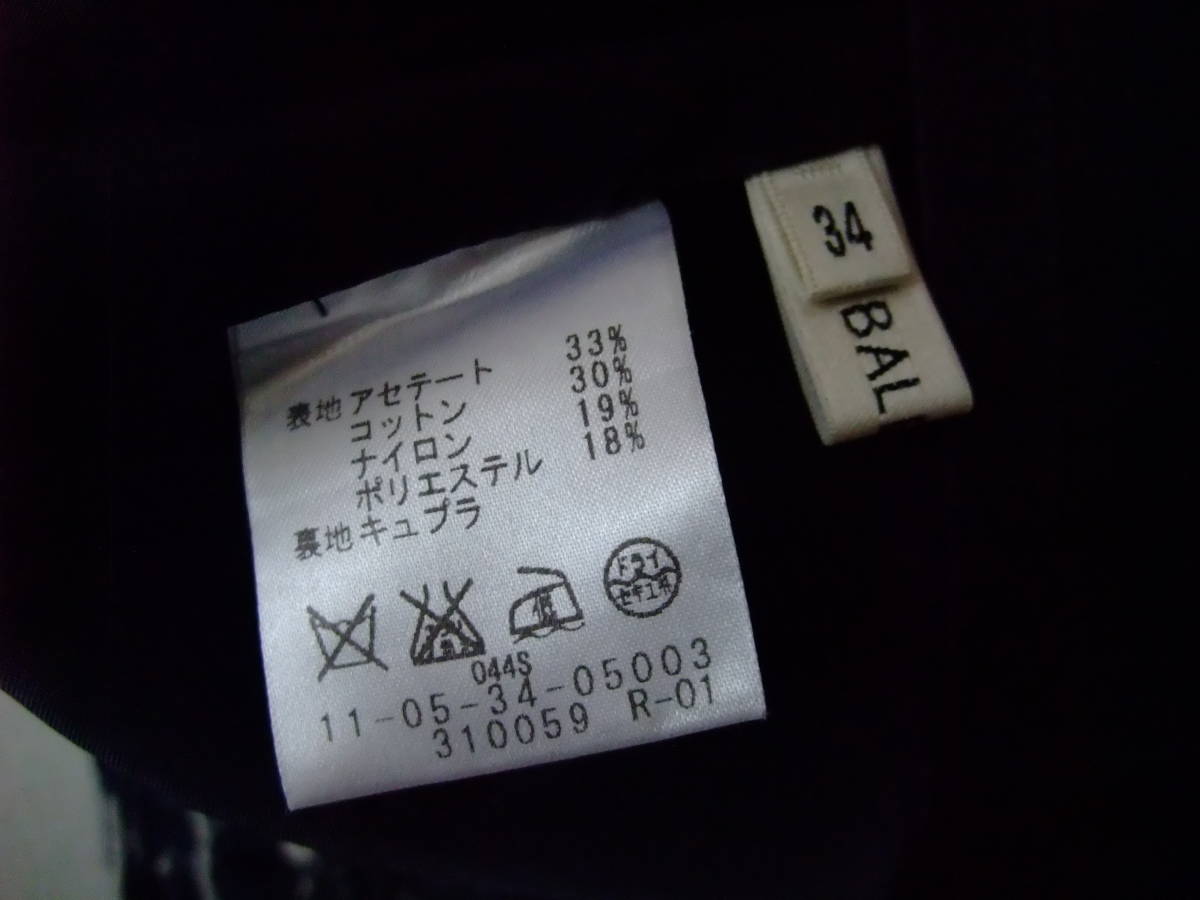 表地 アセテート 33%
コットン 30%
ナイロン 19%
ポリエステル 18%
裏地 キュプラ
低
ドライ
セキユ系
044S
11-05-34-05003
310059 R-01
34
BAL